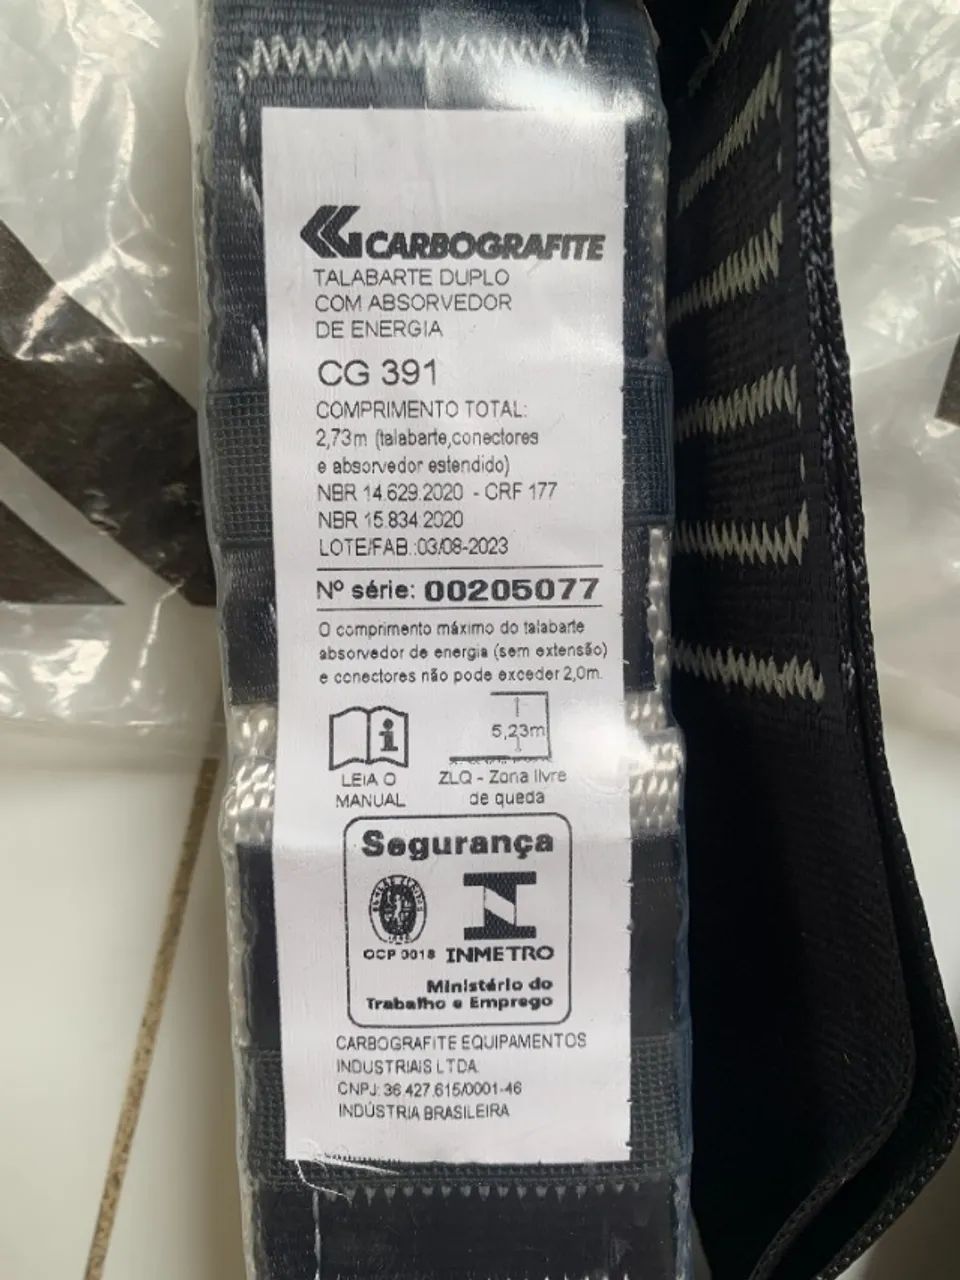 CARBOGRAFITE
TALABARTE DUPLO
COM ABSORVEDOR
DE ENERGIA
CG 391
COMPRIMENTO TOTAL:
2,73m (talabarte,conectores
e absorvedor estendido)
NBR 14.629.2020 - CRF 177
NBR 15.834.2020
LOTE/FAB.:03/08-2023
Nº série: 00205077
O comprimento máximo do talabarte
absorvedor de energia (sem extensão)
e conectores não pode exceder 2,0m.
5,23m
LEIA O
MANUAL
ZLQ - Zona livre
de queda
Segurança
OCP 0018 INMETRO
Ministério do
Trabalho e Emprego
CARBOGRAFITE EQUIPAMENTOS
INDUSTRIAIS LTDA.
CNPJ: 36.427.615/0001-46
INDÚSTRIA BRASILEIRA